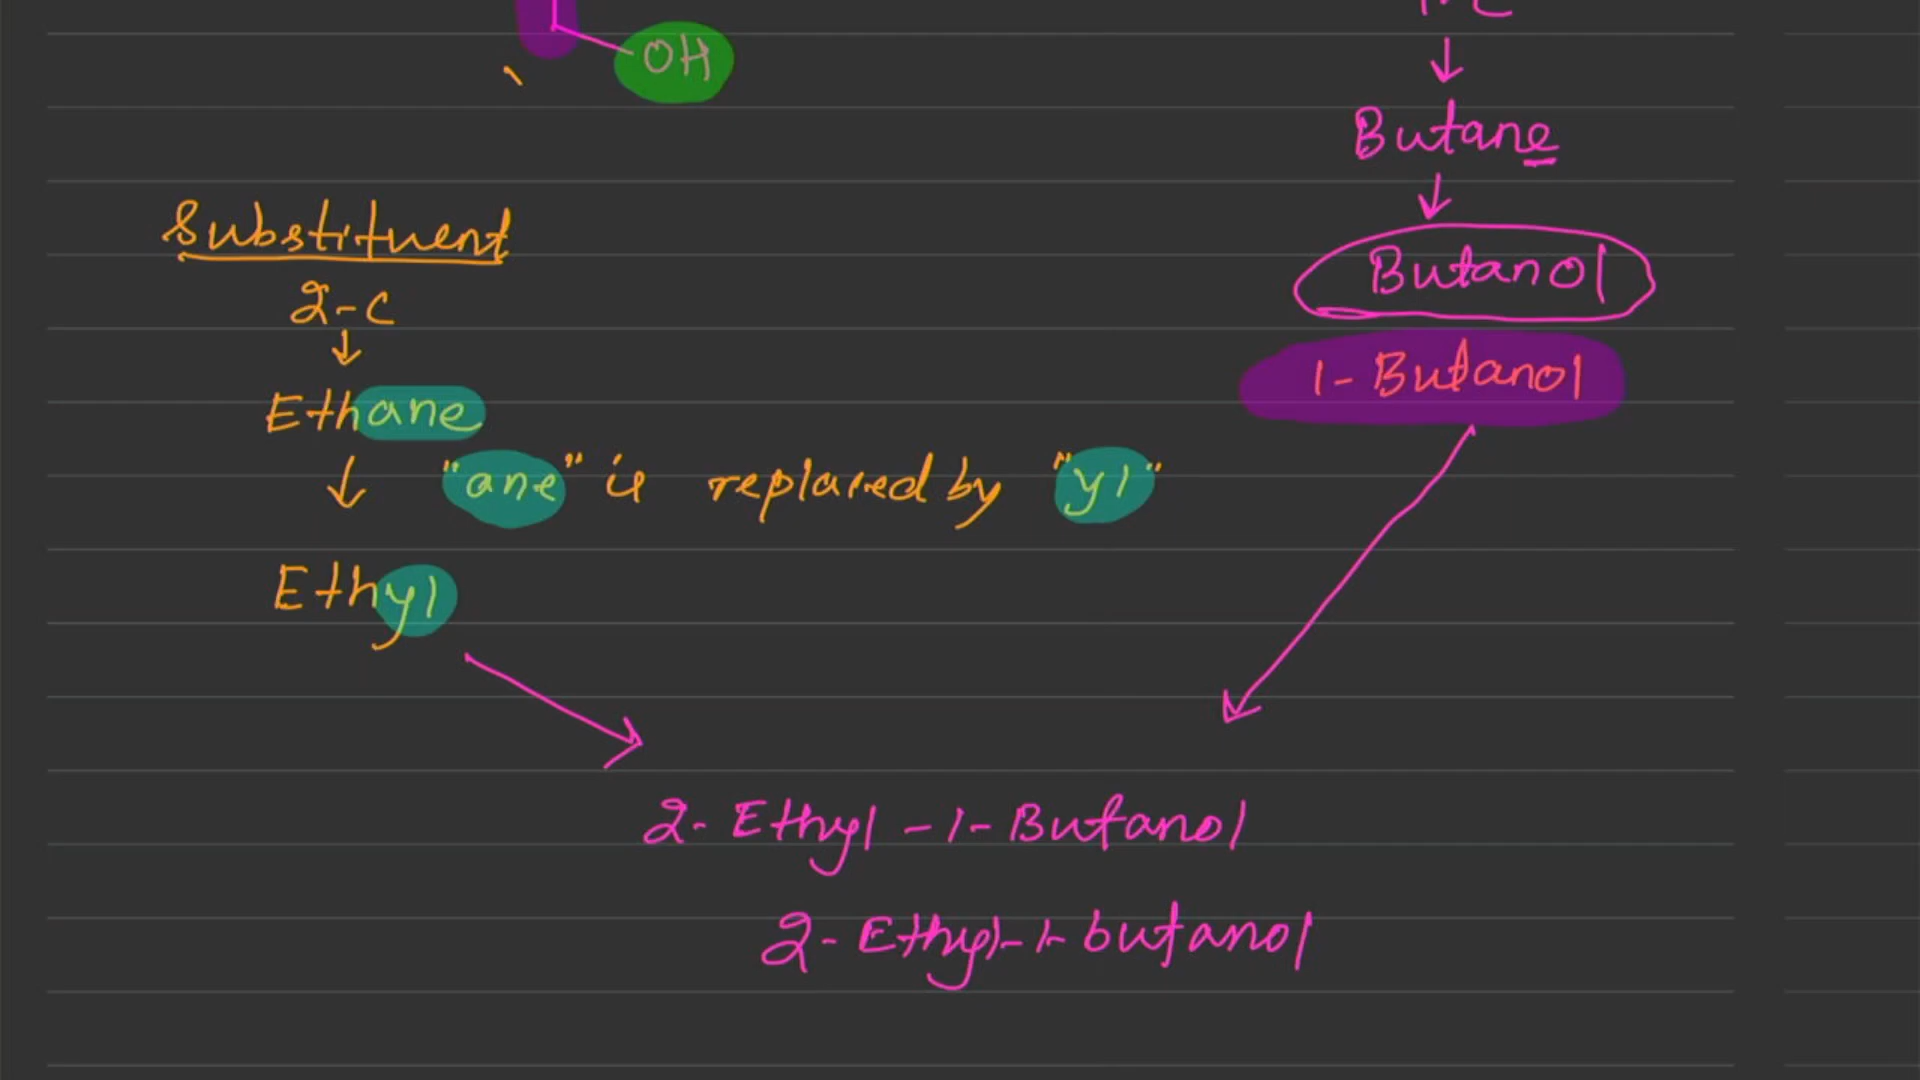 OH
Butane
Butanol
1-Butanol
Substituent
2-C
Ethane
"ane" is replaced by "yl"
Ethyl
2-Ethyl-1-Butanol
2-Ethyl-1-butanol